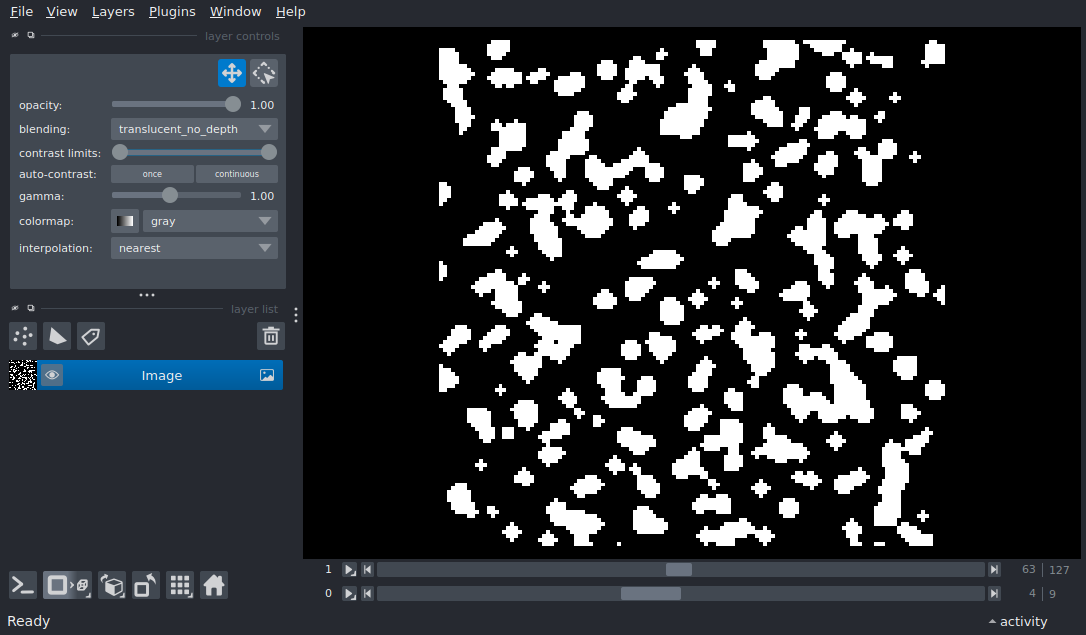 File View Layers Plugins Window Help
layer controls
opacity: 1.00
blending: translucent_no_depth
contrast limits:
auto-contrast: once continuous
gamma: 1.00
colormap: gray
interpolation: nearest
layer list
Image
1 63 127
0 4 9
Ready activity